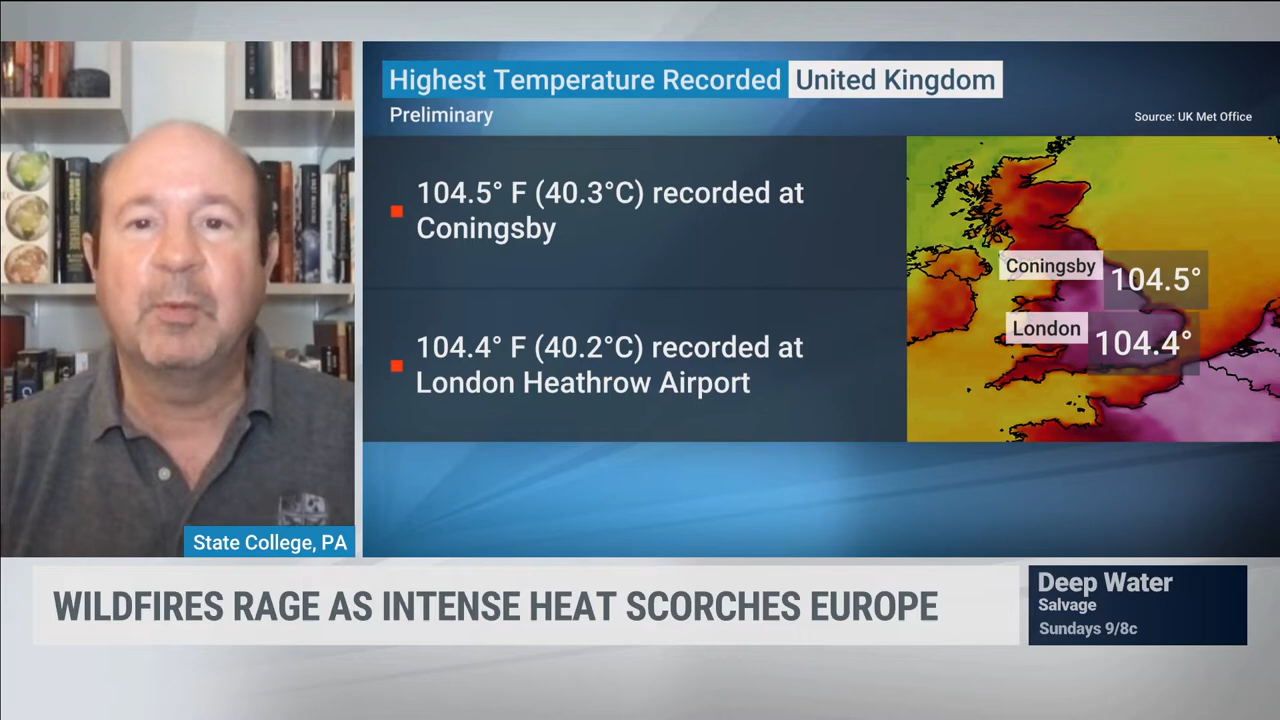 Highest Temperature Recorded United Kingdom
Preliminary
Source: UK Met Office
104.5° F (40.3°C) recorded at
Coningsby
104.4° F (40.2°C) recorded at
London Heathrow Airport
Coningsby 104.5°
London 104.4°
State College, PA
WILDFIRES RAGE AS INTENSE HEAT SCORCHES EUROPE
Deep Water
Salvage
Sundays 9/8c